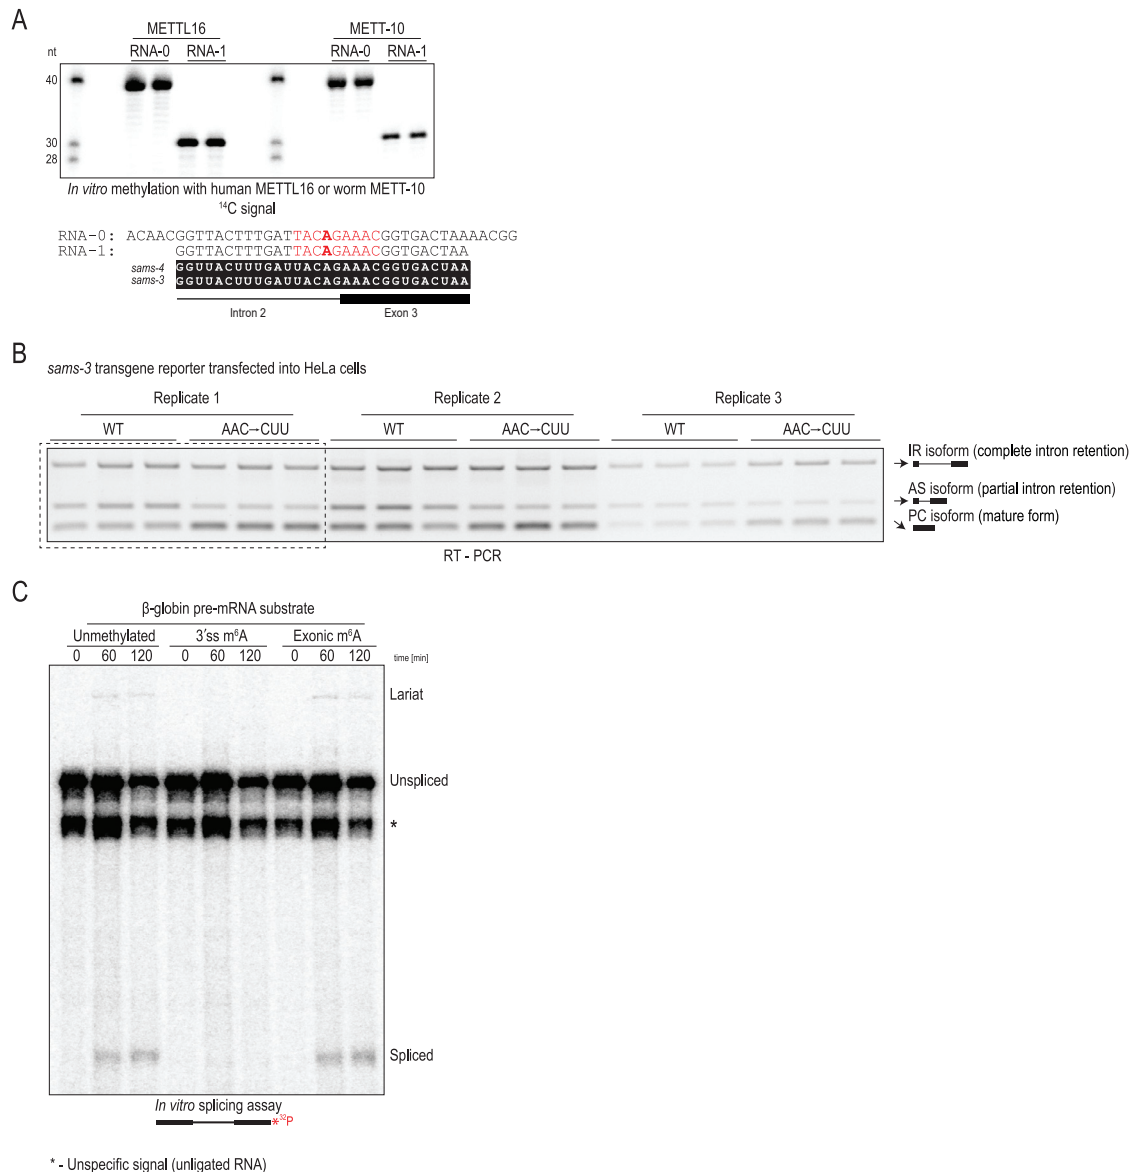 A
METTL16 METT-10
nt RNA-0 RNA-1 RNA-0 RNA-1
40
30
28
In vitro methylation with human METTL16 or worm METT-10
¹⁴C signal
RNA-0: ACAACGGTTACTTTGATTACAGAAACGGTGACTAAAACGG
RNA-1: GGTTACTTTGATTACAGAAACGGTGACTAA
sams-4 GGUUACUUUGAUUACAGAAACGGUGACUAA
sams-3 GGUUACUUUGAUUACAGAAACGGUGACUAA
Intron 2 Exon 3
B
sams-3 transgene reporter transfected into HeLa cells
Replicate 1 Replicate 2 Replicate 3
WT AAC→CUU WT AAC→CUU WT AAC→CUU
IR isoform (complete intron retention)
AS isoform (partial intron retention)
PC isoform (mature form)
RT - PCR
C
β-globin pre-mRNA substrate
Unmethylated 3′ss m⁶A Exonic m⁶A
0 60 120 0 60 120 0 60 120 time [min]
Lariat
Unspliced
*
Spliced
In vitro splicing assay
*³²P
* - Unspecific signal (unligated RNA)